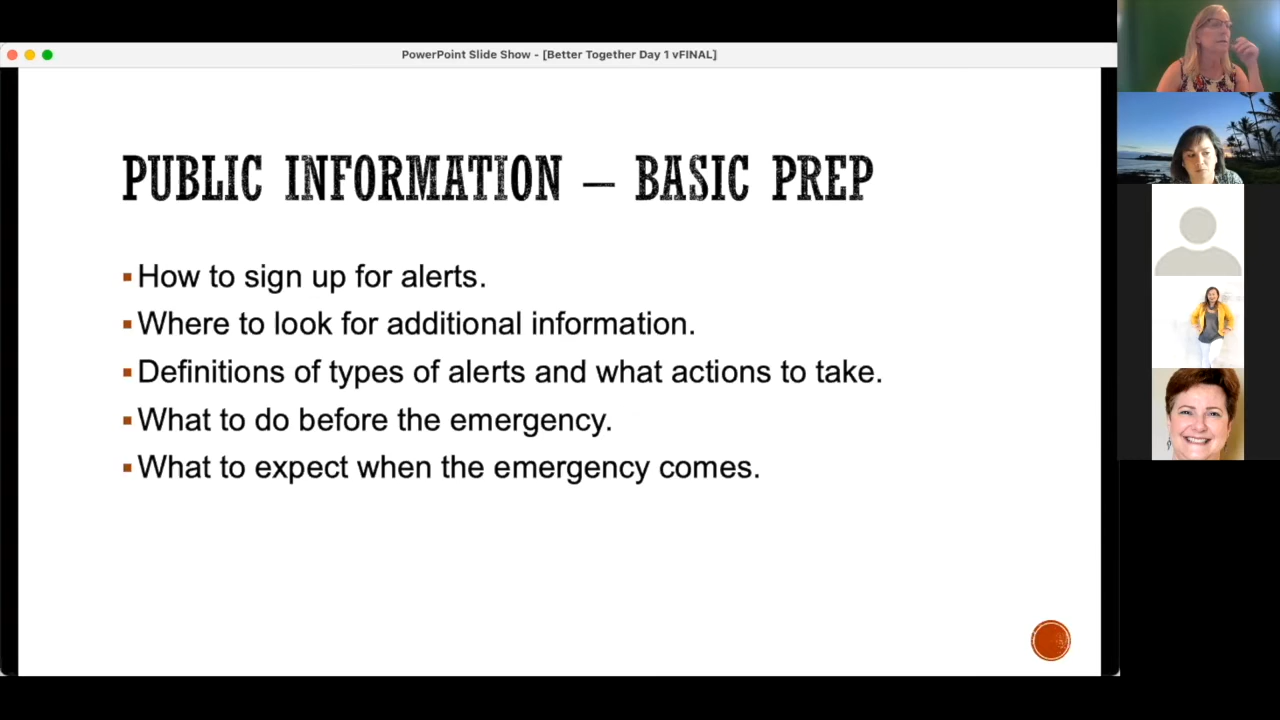 PowerPoint Slide Show - [Better Together Day 1 vFINAL]
PUBLIC INFORMATION – BASIC PREP
▪How to sign up for alerts.
▪Where to look for additional information.
▪Definitions of types of alerts and what actions to take.
▪What to do before the emergency.
▪What to expect when the emergency comes.